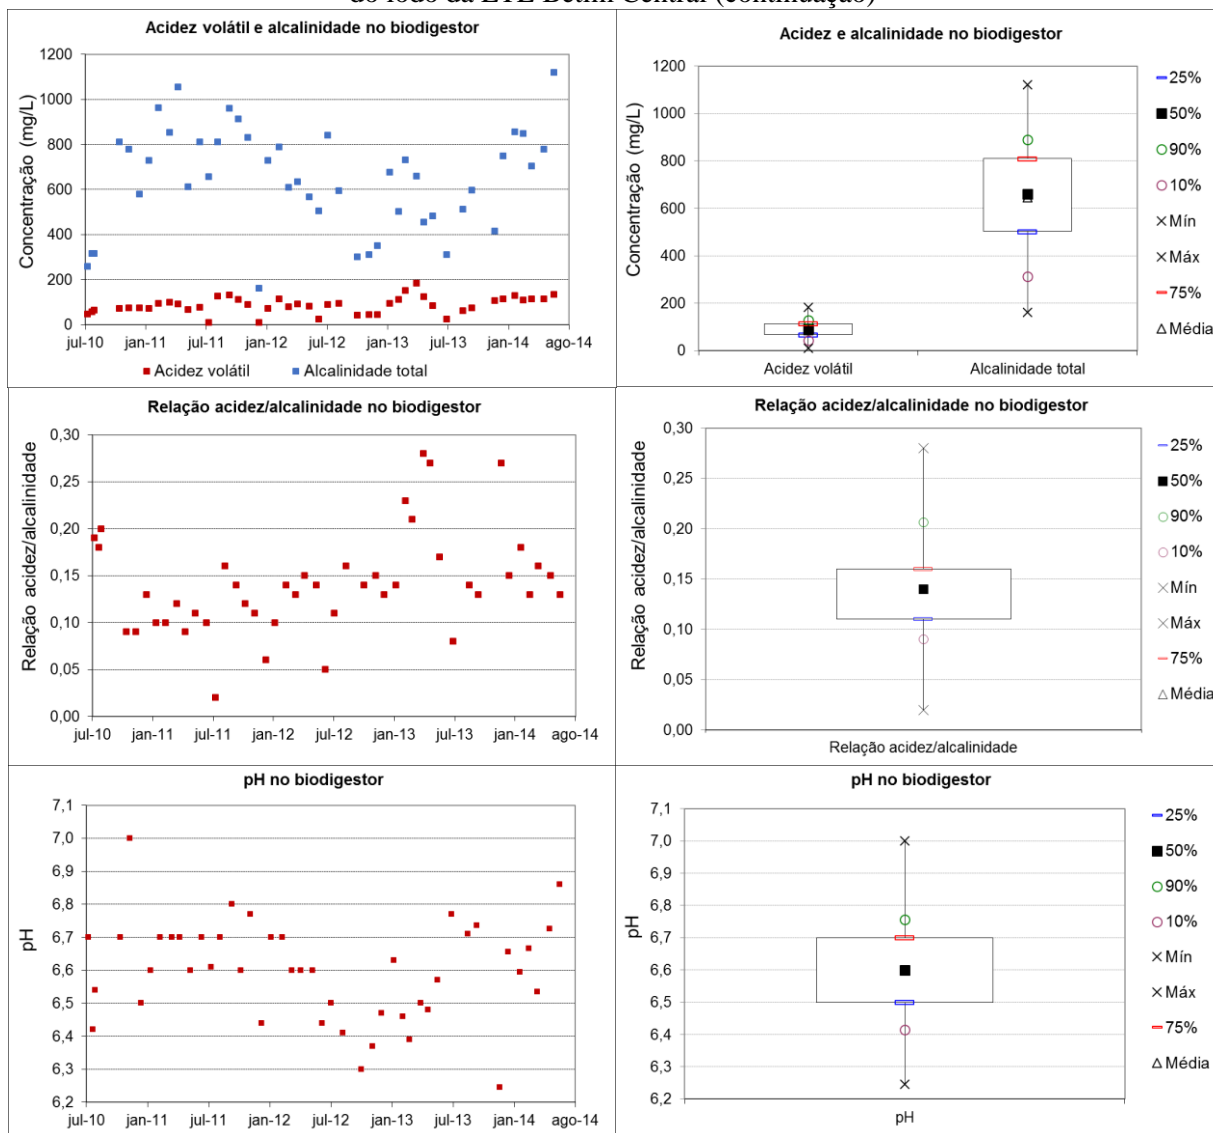 do lodo da ETE Betim Central (continuação)
Acidez volátil e alcalinidade no biodigestor
Concentração (mg/L)
1200
1000
800
600
400
200
0
jul-10 jan-11 jul-11 jan-12 jul-12 jan-13 jul-13 jan-14 ago-14
Acidez volátil Alcalinidade total
Acidez e alcalinidade no biodigestor
Concentração (mg/L)
1200
1000
800
600
400
200
0
Acidez volátil Alcalinidade total
25%
50%
90%
10%
Mín
Máx
75%
Média
Relação acidez/alcalinidade no biodigestor
Relação acidez/alcalinidade
0,30
0,25
0,20
0,15
0,10
0,05
0,00
jul-10 jan-11 jul-11 jan-12 jul-12 jan-13 jul-13 jan-14 ago-14
Relação acidez/alcalinidade no biodigestor
Relação acidez/alcalinidade
0,30
0,25
0,20
0,15
0,10
0,05
0,00
Relação acidez/alcalinidade
25%
50%
90%
10%
Mín
Máx
75%
Média
pH no biodigestor
pH
7,1
7,0
6,9
6,8
6,7
6,6
6,5
6,4
6,3
6,2
jul-10 jan-11 jul-11 jan-12 jul-12 jan-13 jul-13 jan-14 ago-14
pH no biodigestor
pH
7,1
7,0
6,9
6,8
6,7
6,6
6,5
6,4
6,3
6,2
pH
25%
50%
90%
10%
Mín
Máx
75%
Média